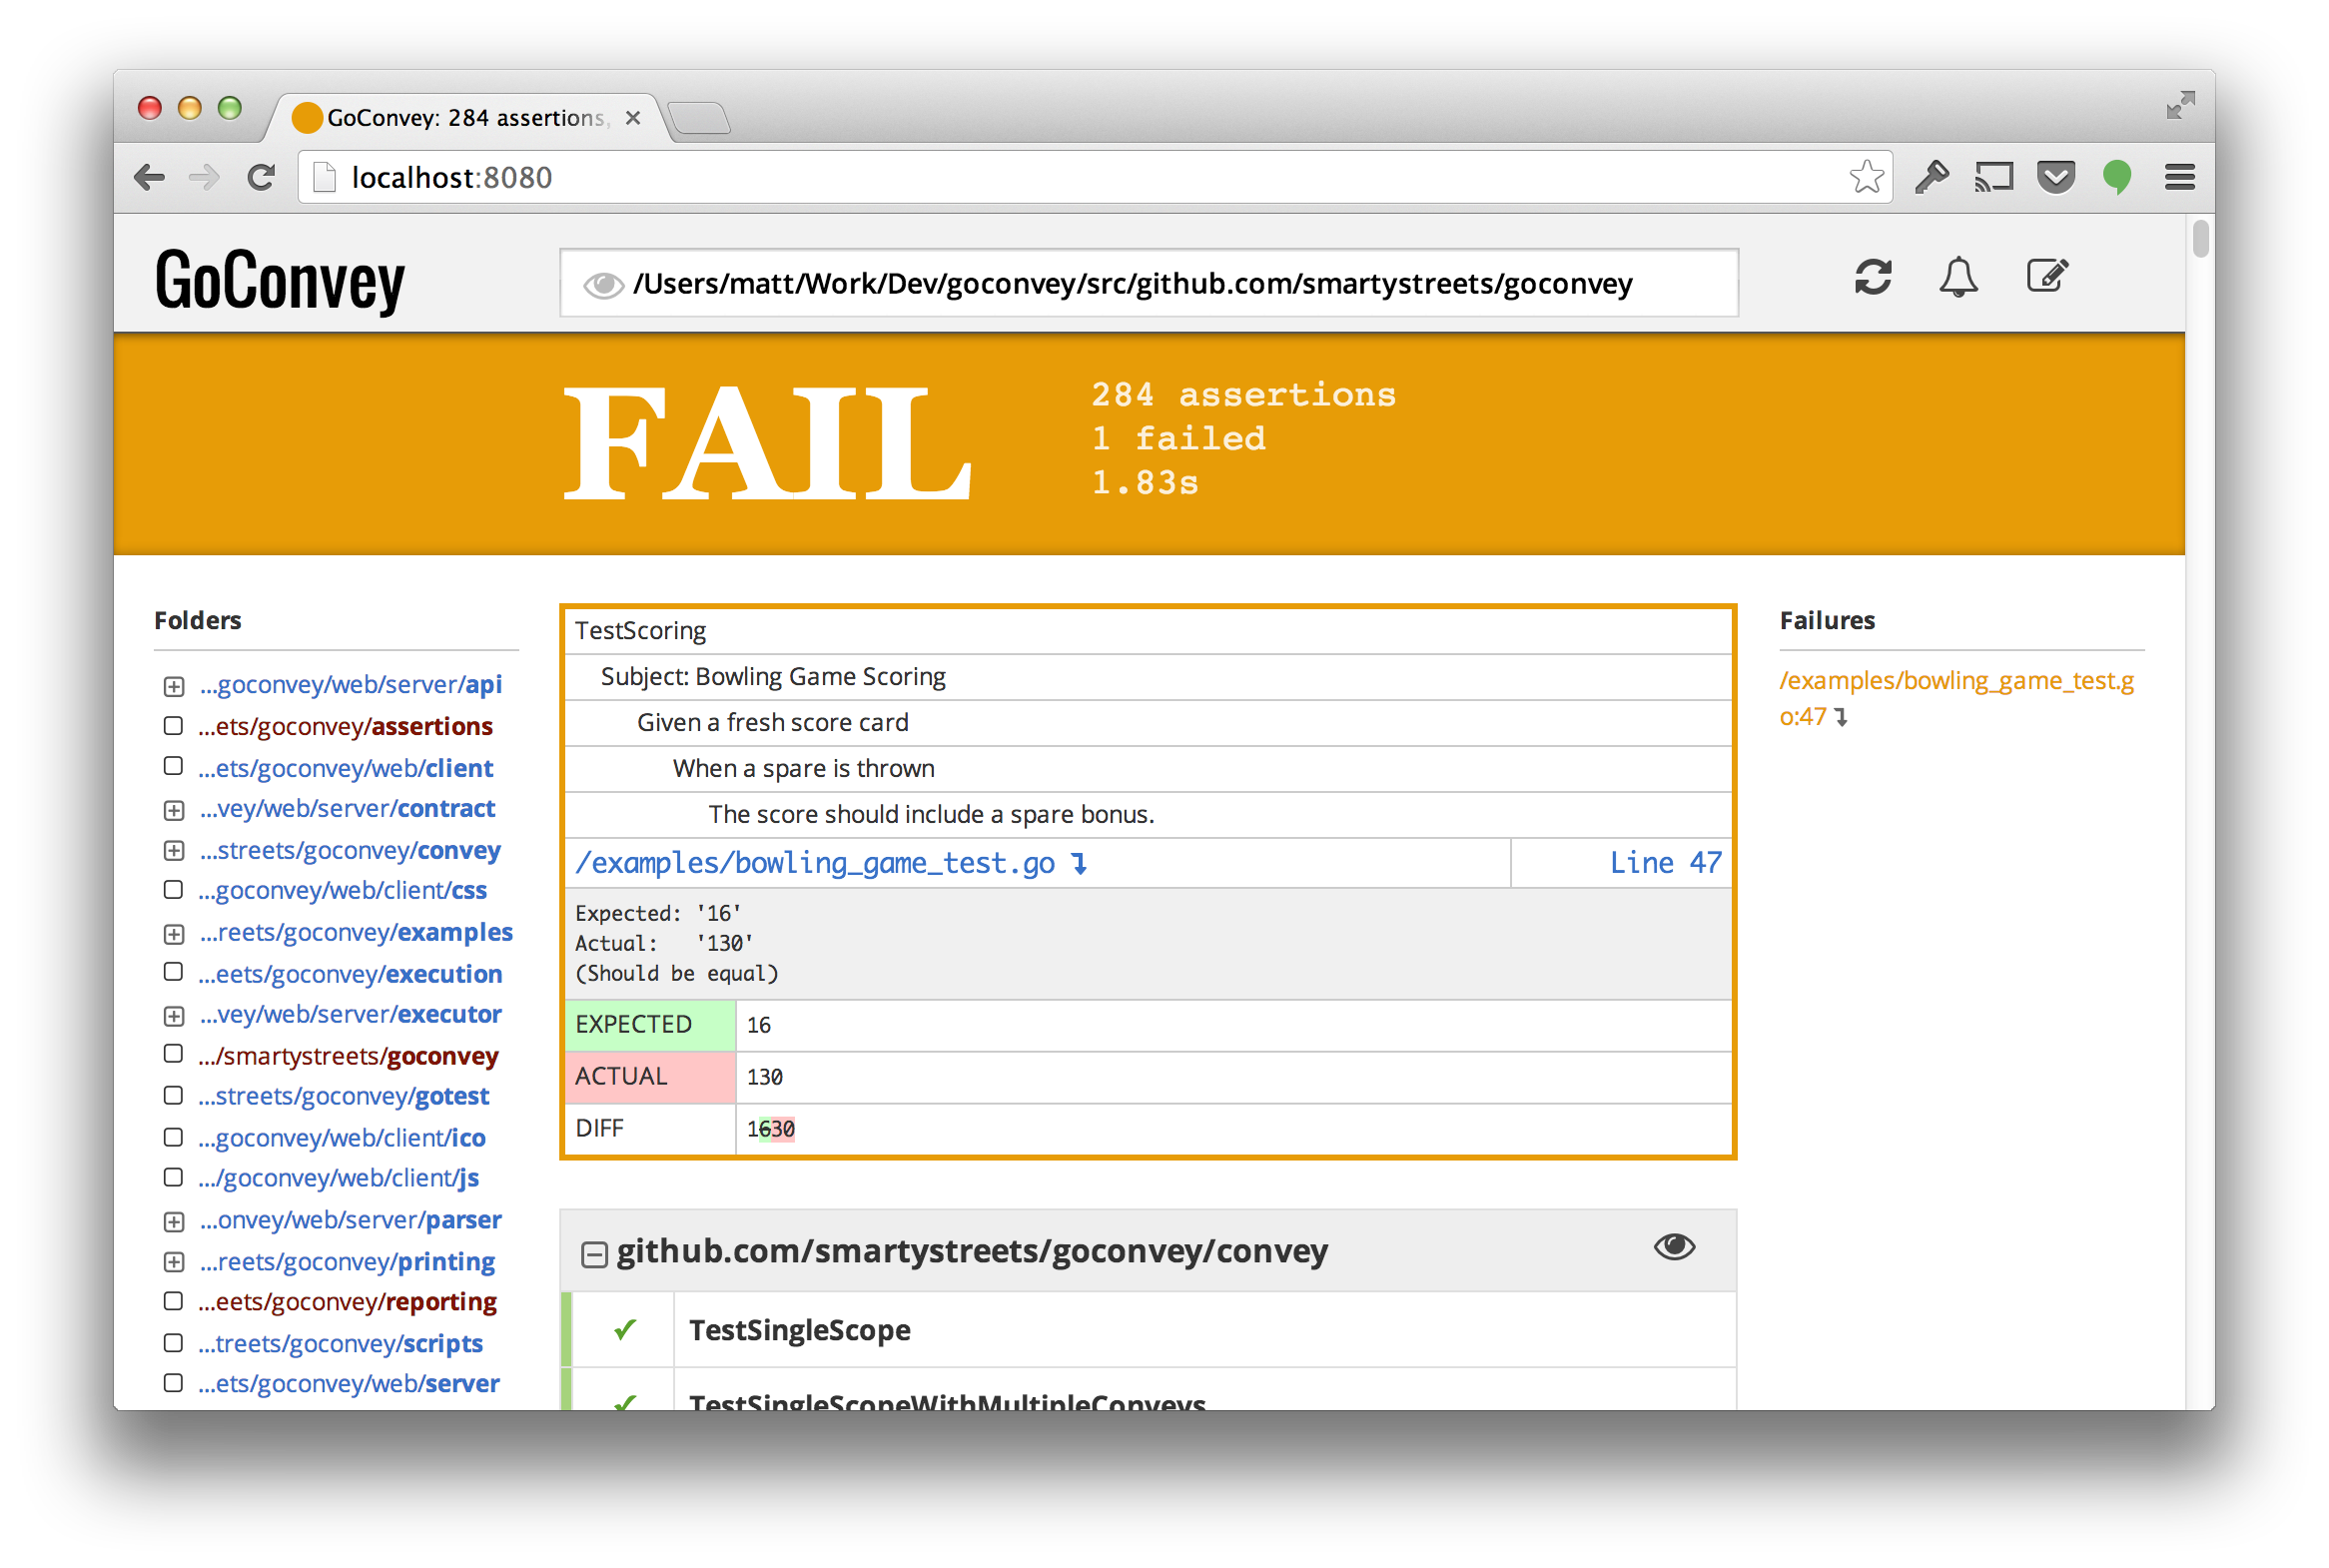 GoConvey: 284 assertions,
localhost:8080
GoConvey
/Users/matt/Work/Dev/goconvey/src/github.com/smartystreets/goconvey
FAIL
284 assertions
1 failed
1.83s
Folders
...goconvey/web/server/api
...ets/goconvey/assertions
...ets/goconvey/web/client
...vey/web/server/contract
...streets/goconvey/convey
...goconvey/web/client/css
...reets/goconvey/examples
...eets/goconvey/execution
...vey/web/server/executor
.../smartystreets/goconvey
...streets/goconvey/gotest
...goconvey/web/client/ico
.../goconvey/web/client/js
...onvey/web/server/parser
...reets/goconvey/printing
...eets/goconvey/reporting
...treets/goconvey/scripts
...ets/goconvey/web/server
TestScoring
Subject: Bowling Game Scoring
Given a fresh score card
When a spare is thrown
The score should include a spare bonus.
/examples/bowling_game_test.go Line 47
Expected: '16'
Actual: '130'
(Should be equal)
EXPECTED 16
ACTUAL 130
DIFF 1630
github.com/smartystreets/goconvey/convey
TestSingleScope
TestSingleScopeWithMultipleConveys
Failures
/examples/bowling_game_test.g
o:47